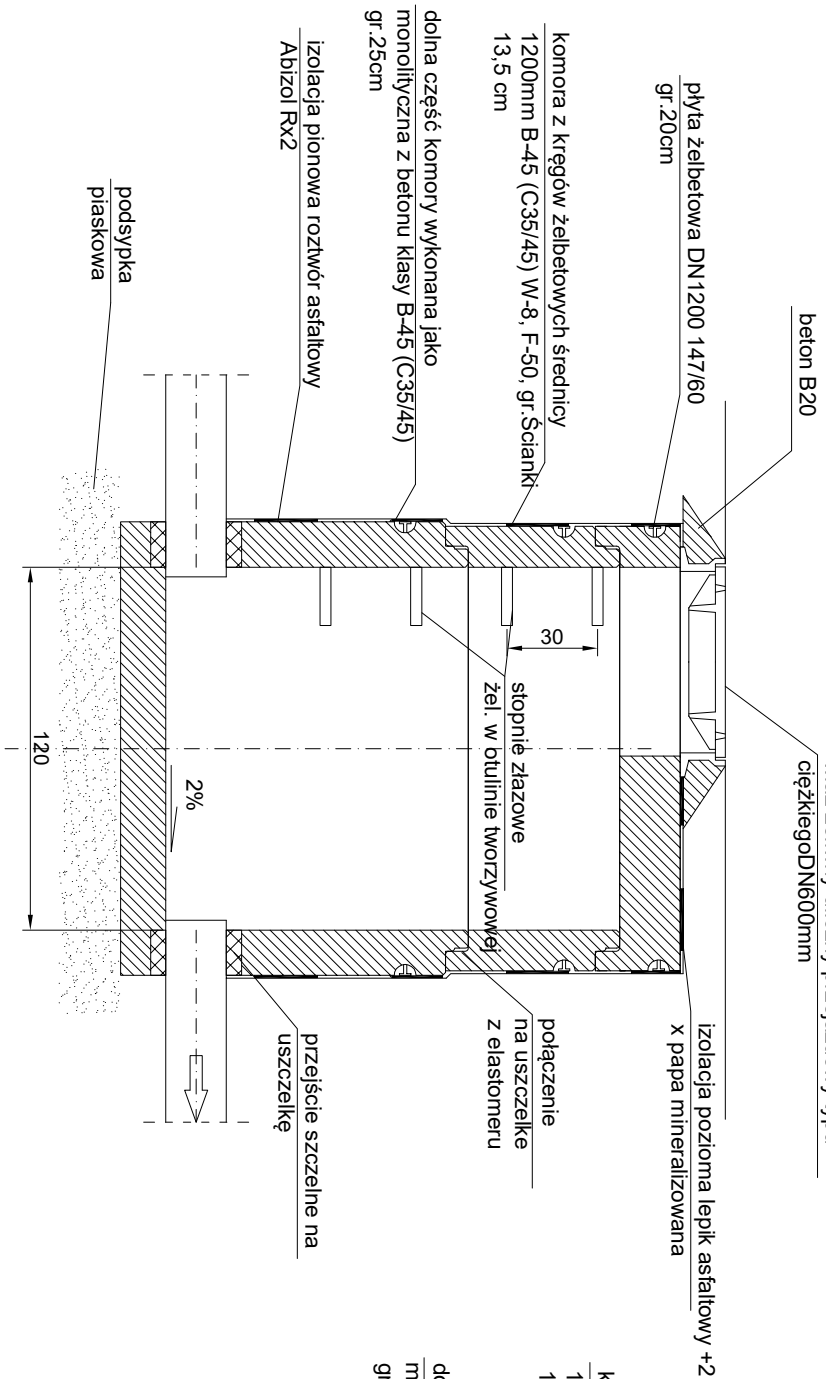 beton B20
płyta żelbetowa DN1200 147/60
gr.20cm
komora z kręgów żelbetowych średnicy
1200mm B-45 (C35/45) W-8, F-50, gr.Ścianki
13,5 cm
dolna część komory wykonana jako
monolityczna z betonu klasy B-45 (C35/45)
gr.25cm
izolacja pionowa roztwór asfaltowy
Abizol Rx2
podsypka
piaskowa
ciężkiegoDN600mm
izolacja pozioma lepik asfaltowy +2
x papa mineralizowana
połączenie
na uszczelke
z elastomeru
przejście szczelne na
uszczelkę
stopnie złazowe
żel. w otulinie tworzywowej
30
2%
120